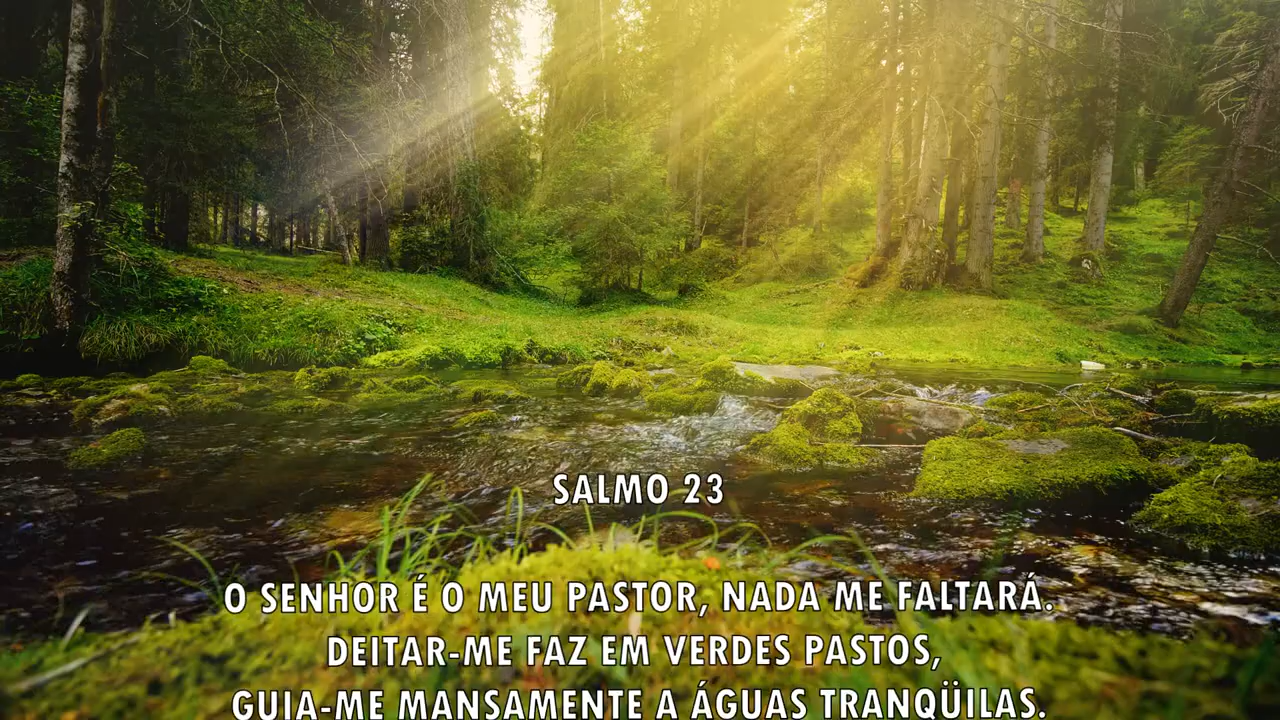 SALMO 23
O SENHOR É O MEU PASTOR, NADA ME FALTARÁ.
DEITAR-ME FAZ EM VERDES PASTOS,
GUIA-ME MANSAMENTE A ÁGUAS TRANQÜILAS.